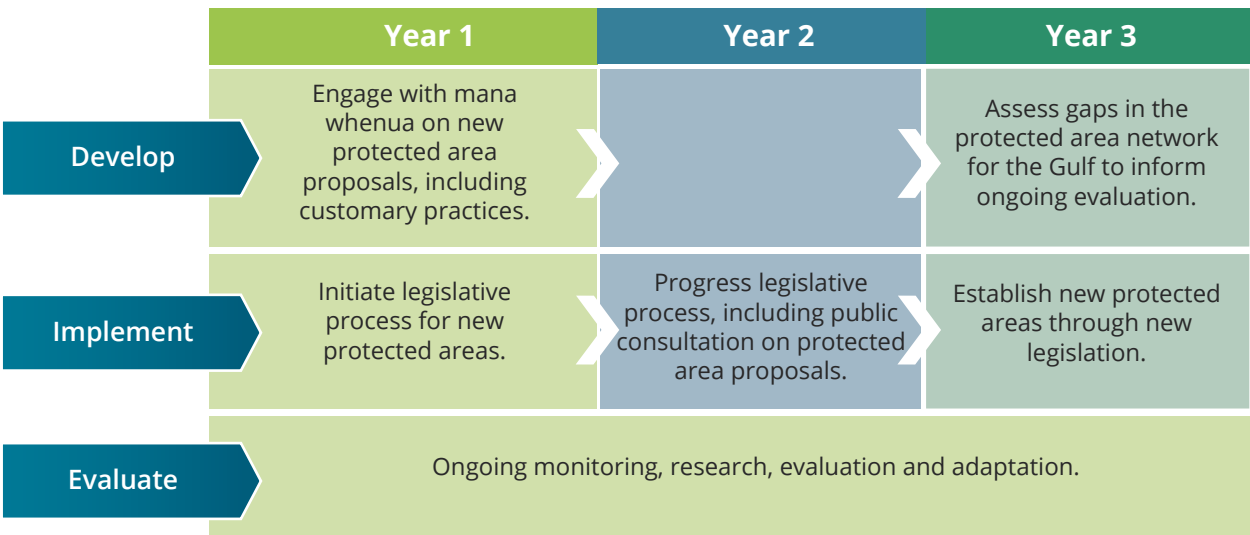 Year 1
Year 2
Year 3
Develop
Engage with mana
whenua on new
protected area
proposals, including
customary practices.
Assess gaps in the
protected area network
for the Gulf to inform
ongoing evaluation.
Implement
Initiate legislative
process for new
protected areas.
Progress legislative
process, including public
consultation on protected
area proposals.
Establish new protected
areas through new
legislation.
Evaluate
Ongoing monitoring, research, evaluation and adaptation.